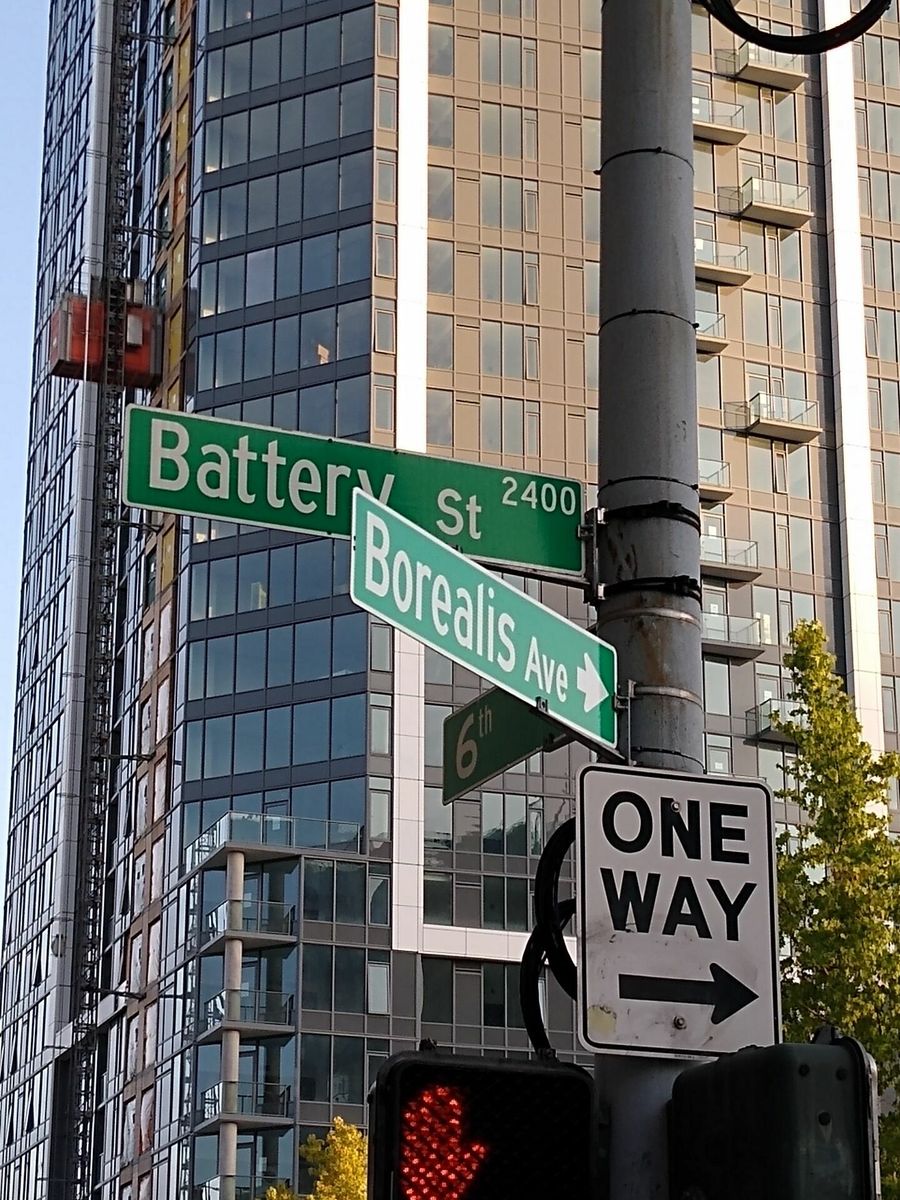 Battery St 2400
Borealis Ave
6th
ONE
WAY